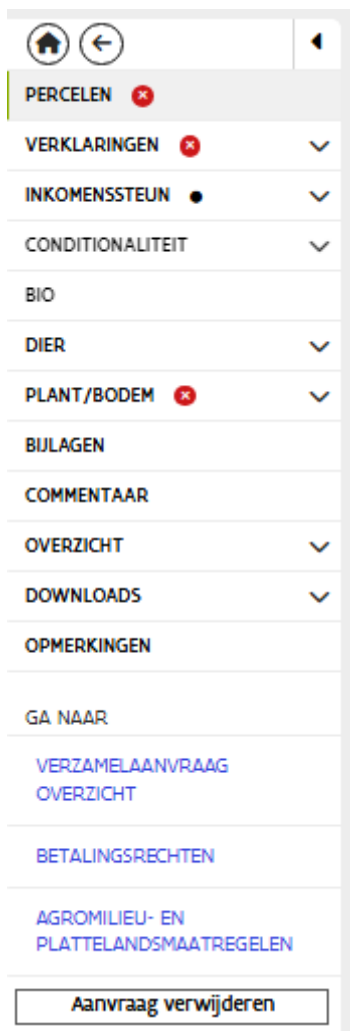 PERCELEN
VERKLARINGEN
INKOMENSSTEUN
CONDITIONALITEIT
BIO
DIER
PLANT/BODEM
BIJLAGEN
COMMENTAAR
OVERZICHT
DOWNLOADS
OPMERKINGEN
GA NAAR
VERZAMELAANVRAAG
OVERZICHT
BETALINGSRECHTEN
AGROMILIEU- EN
PLATTELANDSMAATREGELEN
Aanvraag verwijderen